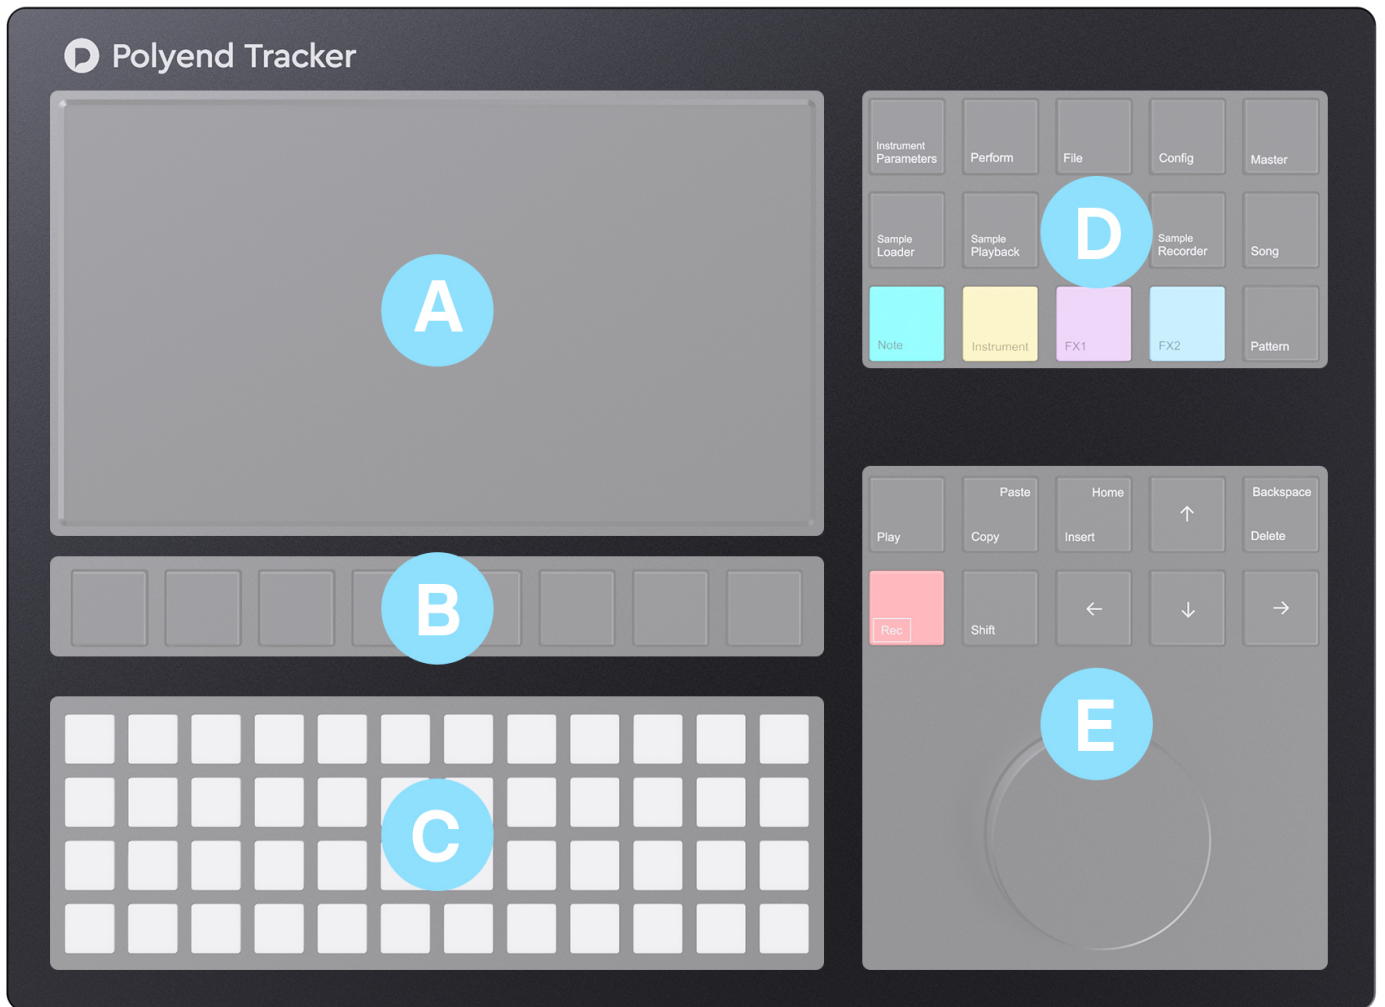 Polyend Tracker
A
B
C
Instrument
Parameters
Perform
File
Config
Master
Sample
Loader
Sample
Playback
D
Sample
Recorder
Song
Note
Instrument
FX1
FX2
Pattern
Play
Paste
Copy
Home
Insert
↑
Backspace
Delete
Rec
Shift
←
↓
→
E